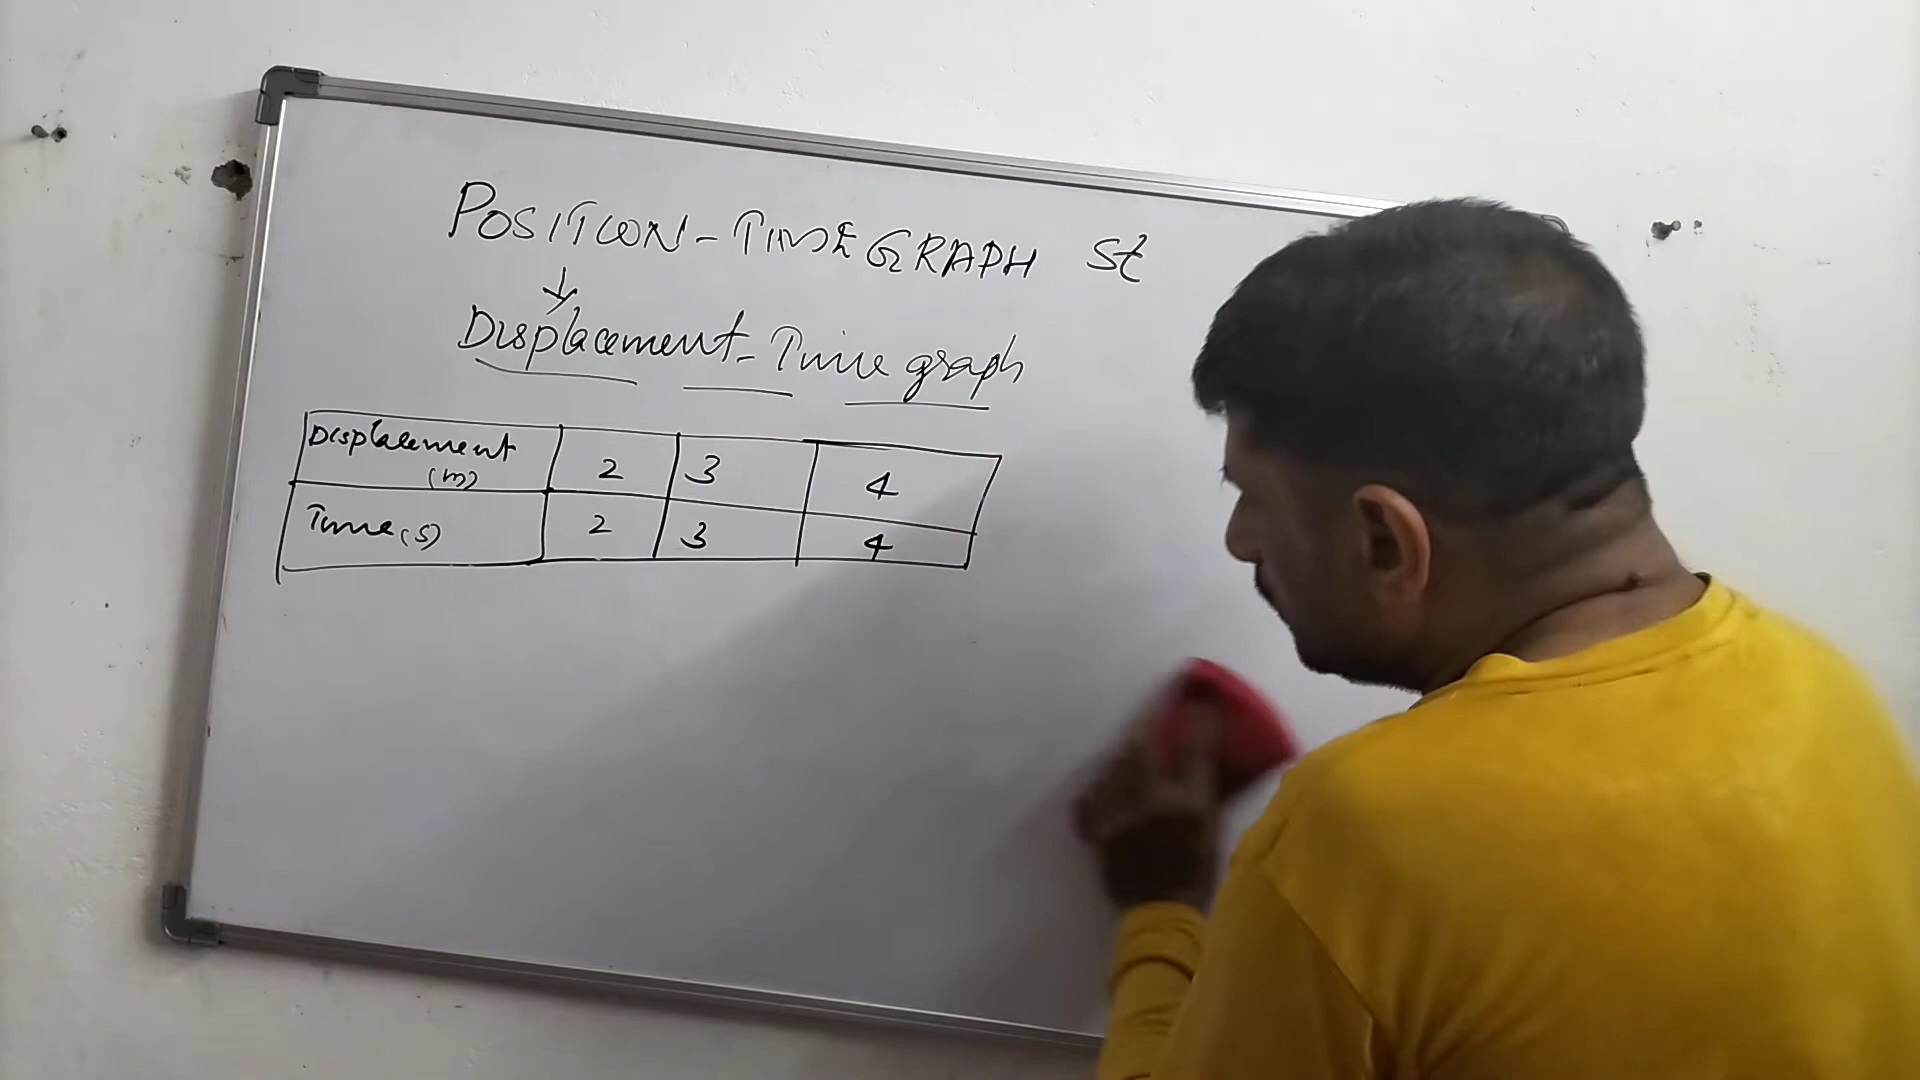 POSITION-TIME GRAPH St
↓
Displacement-Time graph
Displacement (m) 2 3 4
Time (s) 2 3 4